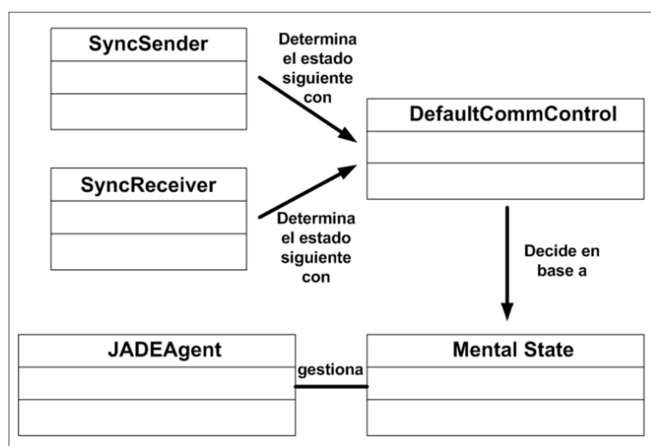 SyncSender
Determina
el estado
siguiente
con
DefaultCommControl
SyncReceiver
Determina
el estado
siguiente
con
Decide en
base a
JADEAgent
gestiona
Mental State